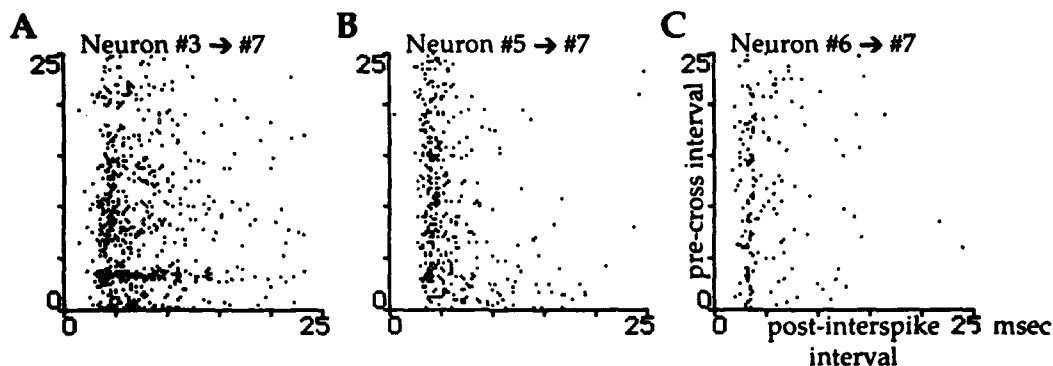 A
Neuron #3 → #7
25
0
0
25
B
Neuron #5 → #7
25
0
0
25
C
Neuron #6 → #7
25
pre-cross interval
0
0
post-interspike 25 msec
interval